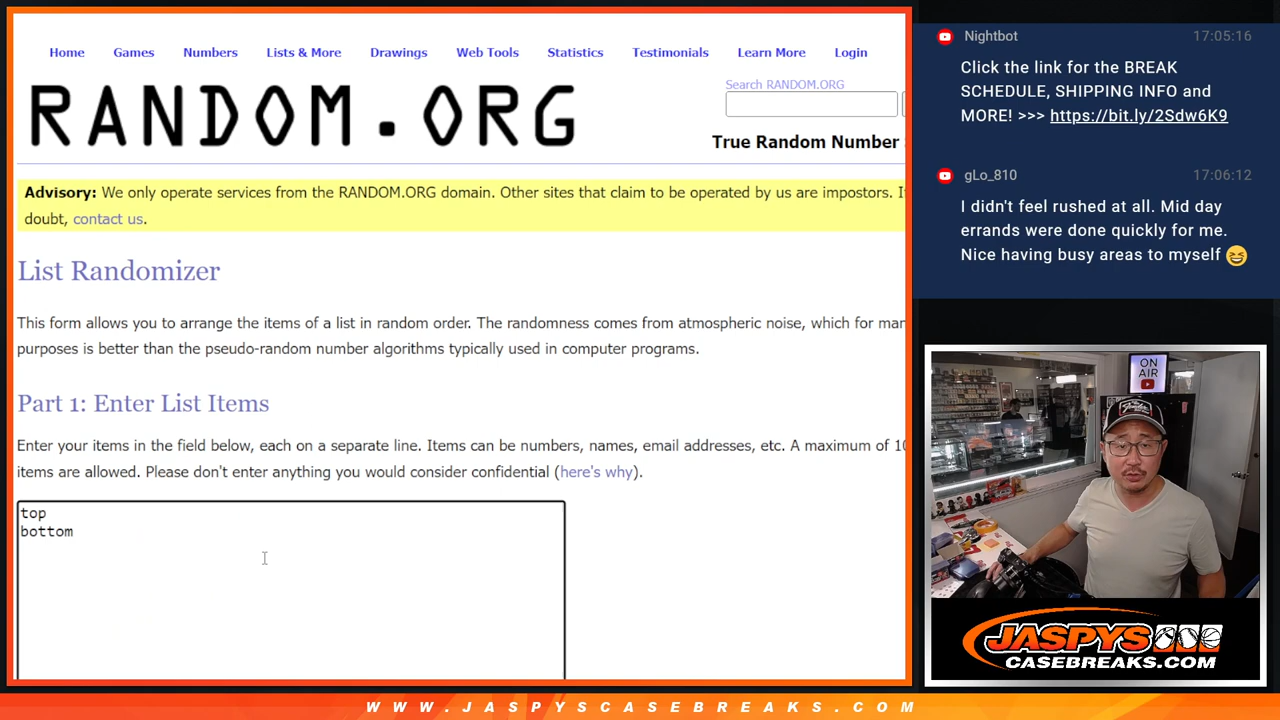 Home Games Numbers Lists & More Drawings Web Tools Statistics Testimonials Learn More Login
RANDOM.ORG
Search RANDOM.ORG
True Random Number
Advisory: We only operate services from the RANDOM.ORG domain. Other sites that claim to be operated by us are impostors. I
doubt, contact us.
List Randomizer
This form allows you to arrange the items of a list in random order. The randomness comes from atmospheric noise, which for man
purposes is better than the pseudo-random number algorithms typically used in computer programs.
Part 1: Enter List Items
Enter your items in the field below, each on a separate line. Items can be numbers, names, email addresses, etc. A maximum of 10
items are allowed. Please don't enter anything you would consider confidential (here's why).
top
bottom
Nightbot 17:05:16
Click the link for the BREAK
SCHEDULE, SHIPPING INFO and
MORE! >>> https://bit.ly/2Sdw6K9
gLo_810 17:06:12
I didn't feel rushed at all. Mid day
errands were done quickly for me.
Nice having busy areas to myself 😆
ON
AIR
JASPYS
CASEBREAKS.COM
WWW.JASPYSCASEBREAKS.COM